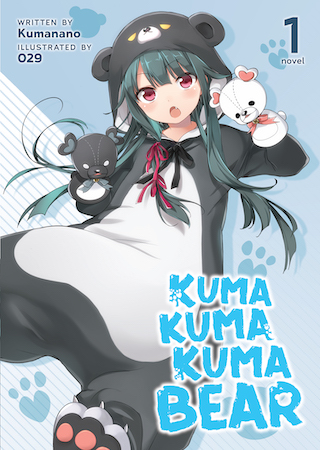 WRITTEN BY
Kumanano
ILLUSTRATED BY
029
1
novel
KUMA
KUMA
KUMA
BEAR